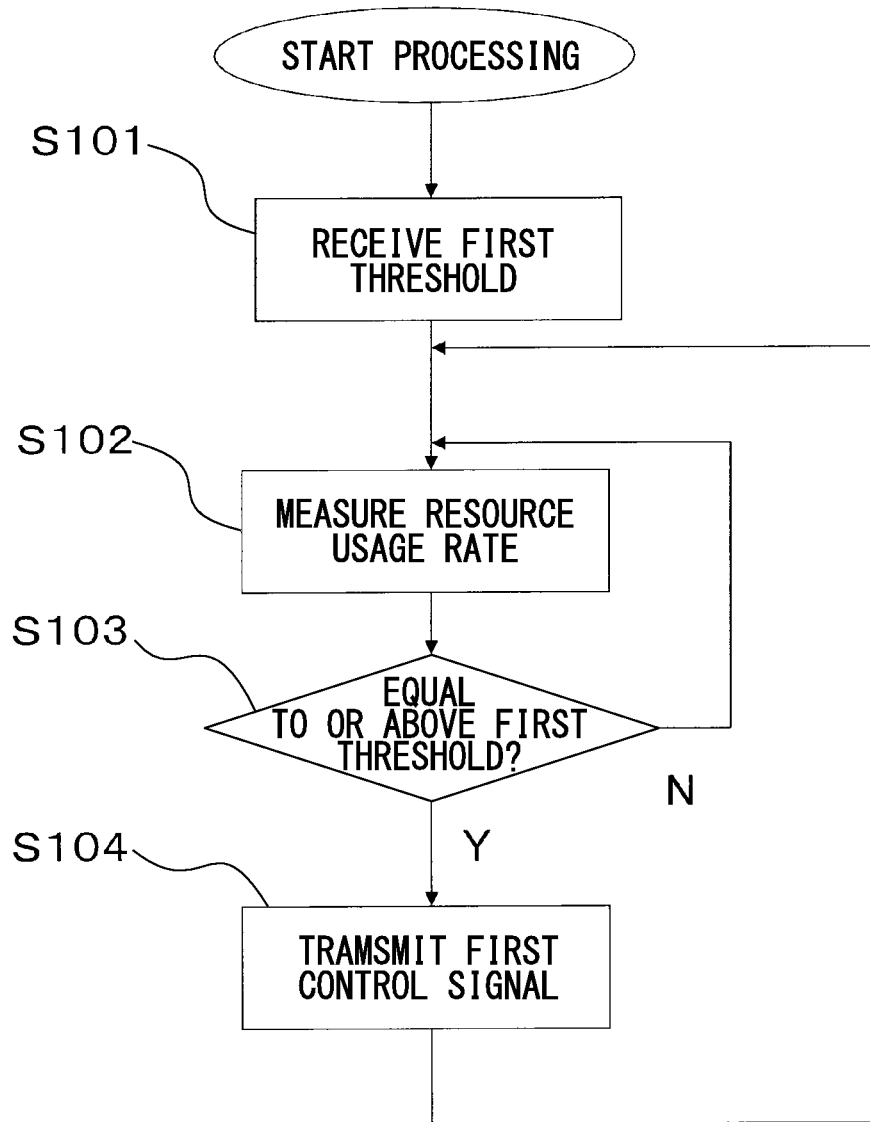 START PROCESSING
S101
RECEIVE FIRST
THRESHOLD
S102
MEASURE RESOURCE
USAGE RATE
S103
EQUAL
TO OR ABOVE FIRST
THRESHOLD?
N
Y
S104
TRAMSMIT FIRST
CONTROL SIGNAL